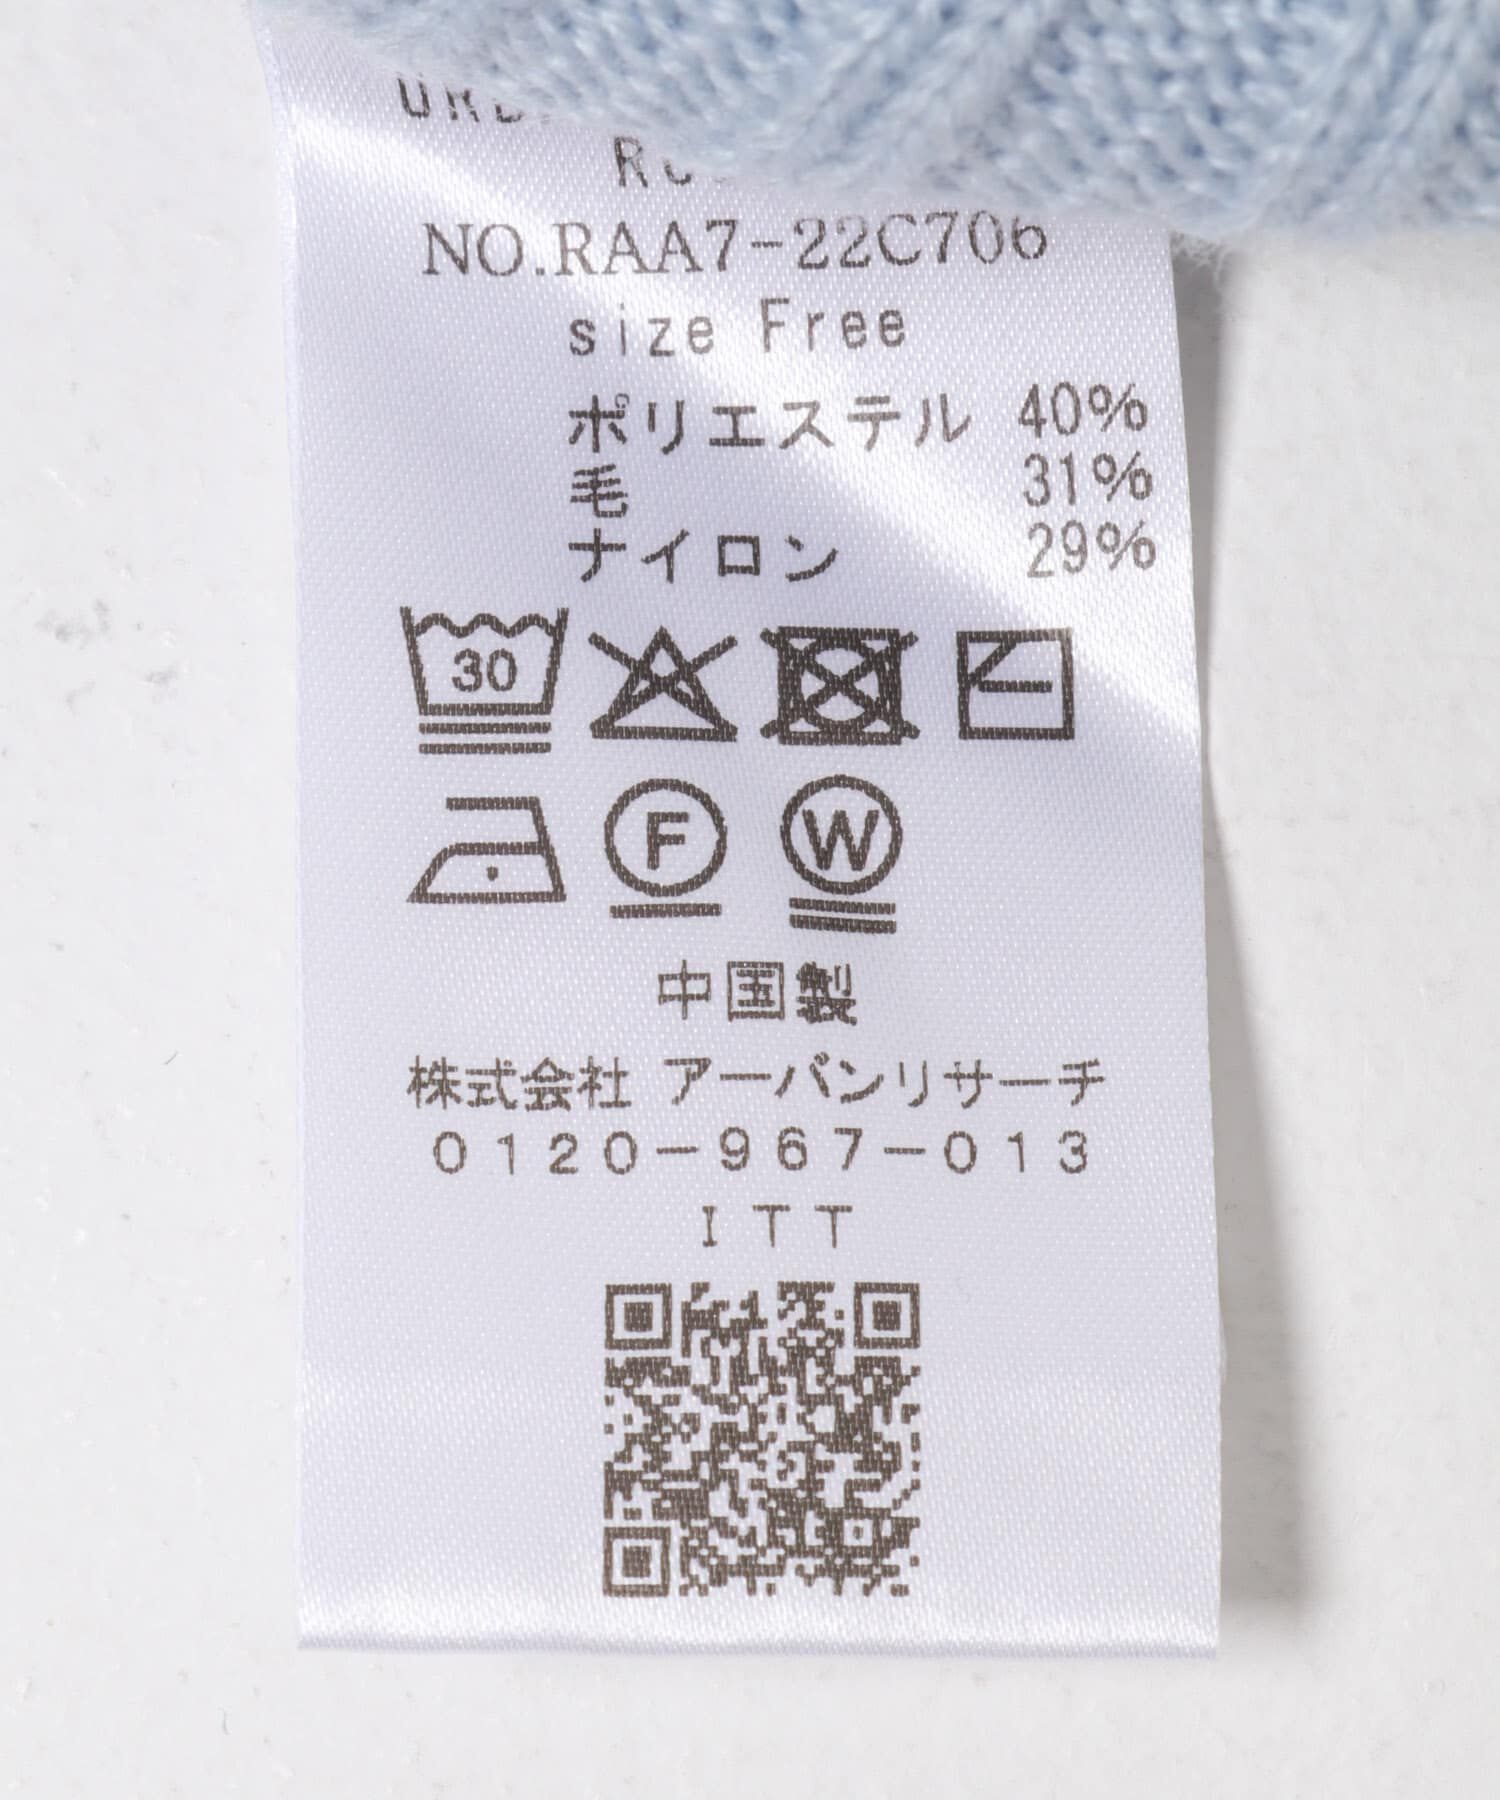 NO.RAA7-22C706
size Free
ポリエステル 40%
毛 31%
ナイロン 29%
30
F W
中国製
株式会社 アーバンリサーチ
0120-967-013
ITT